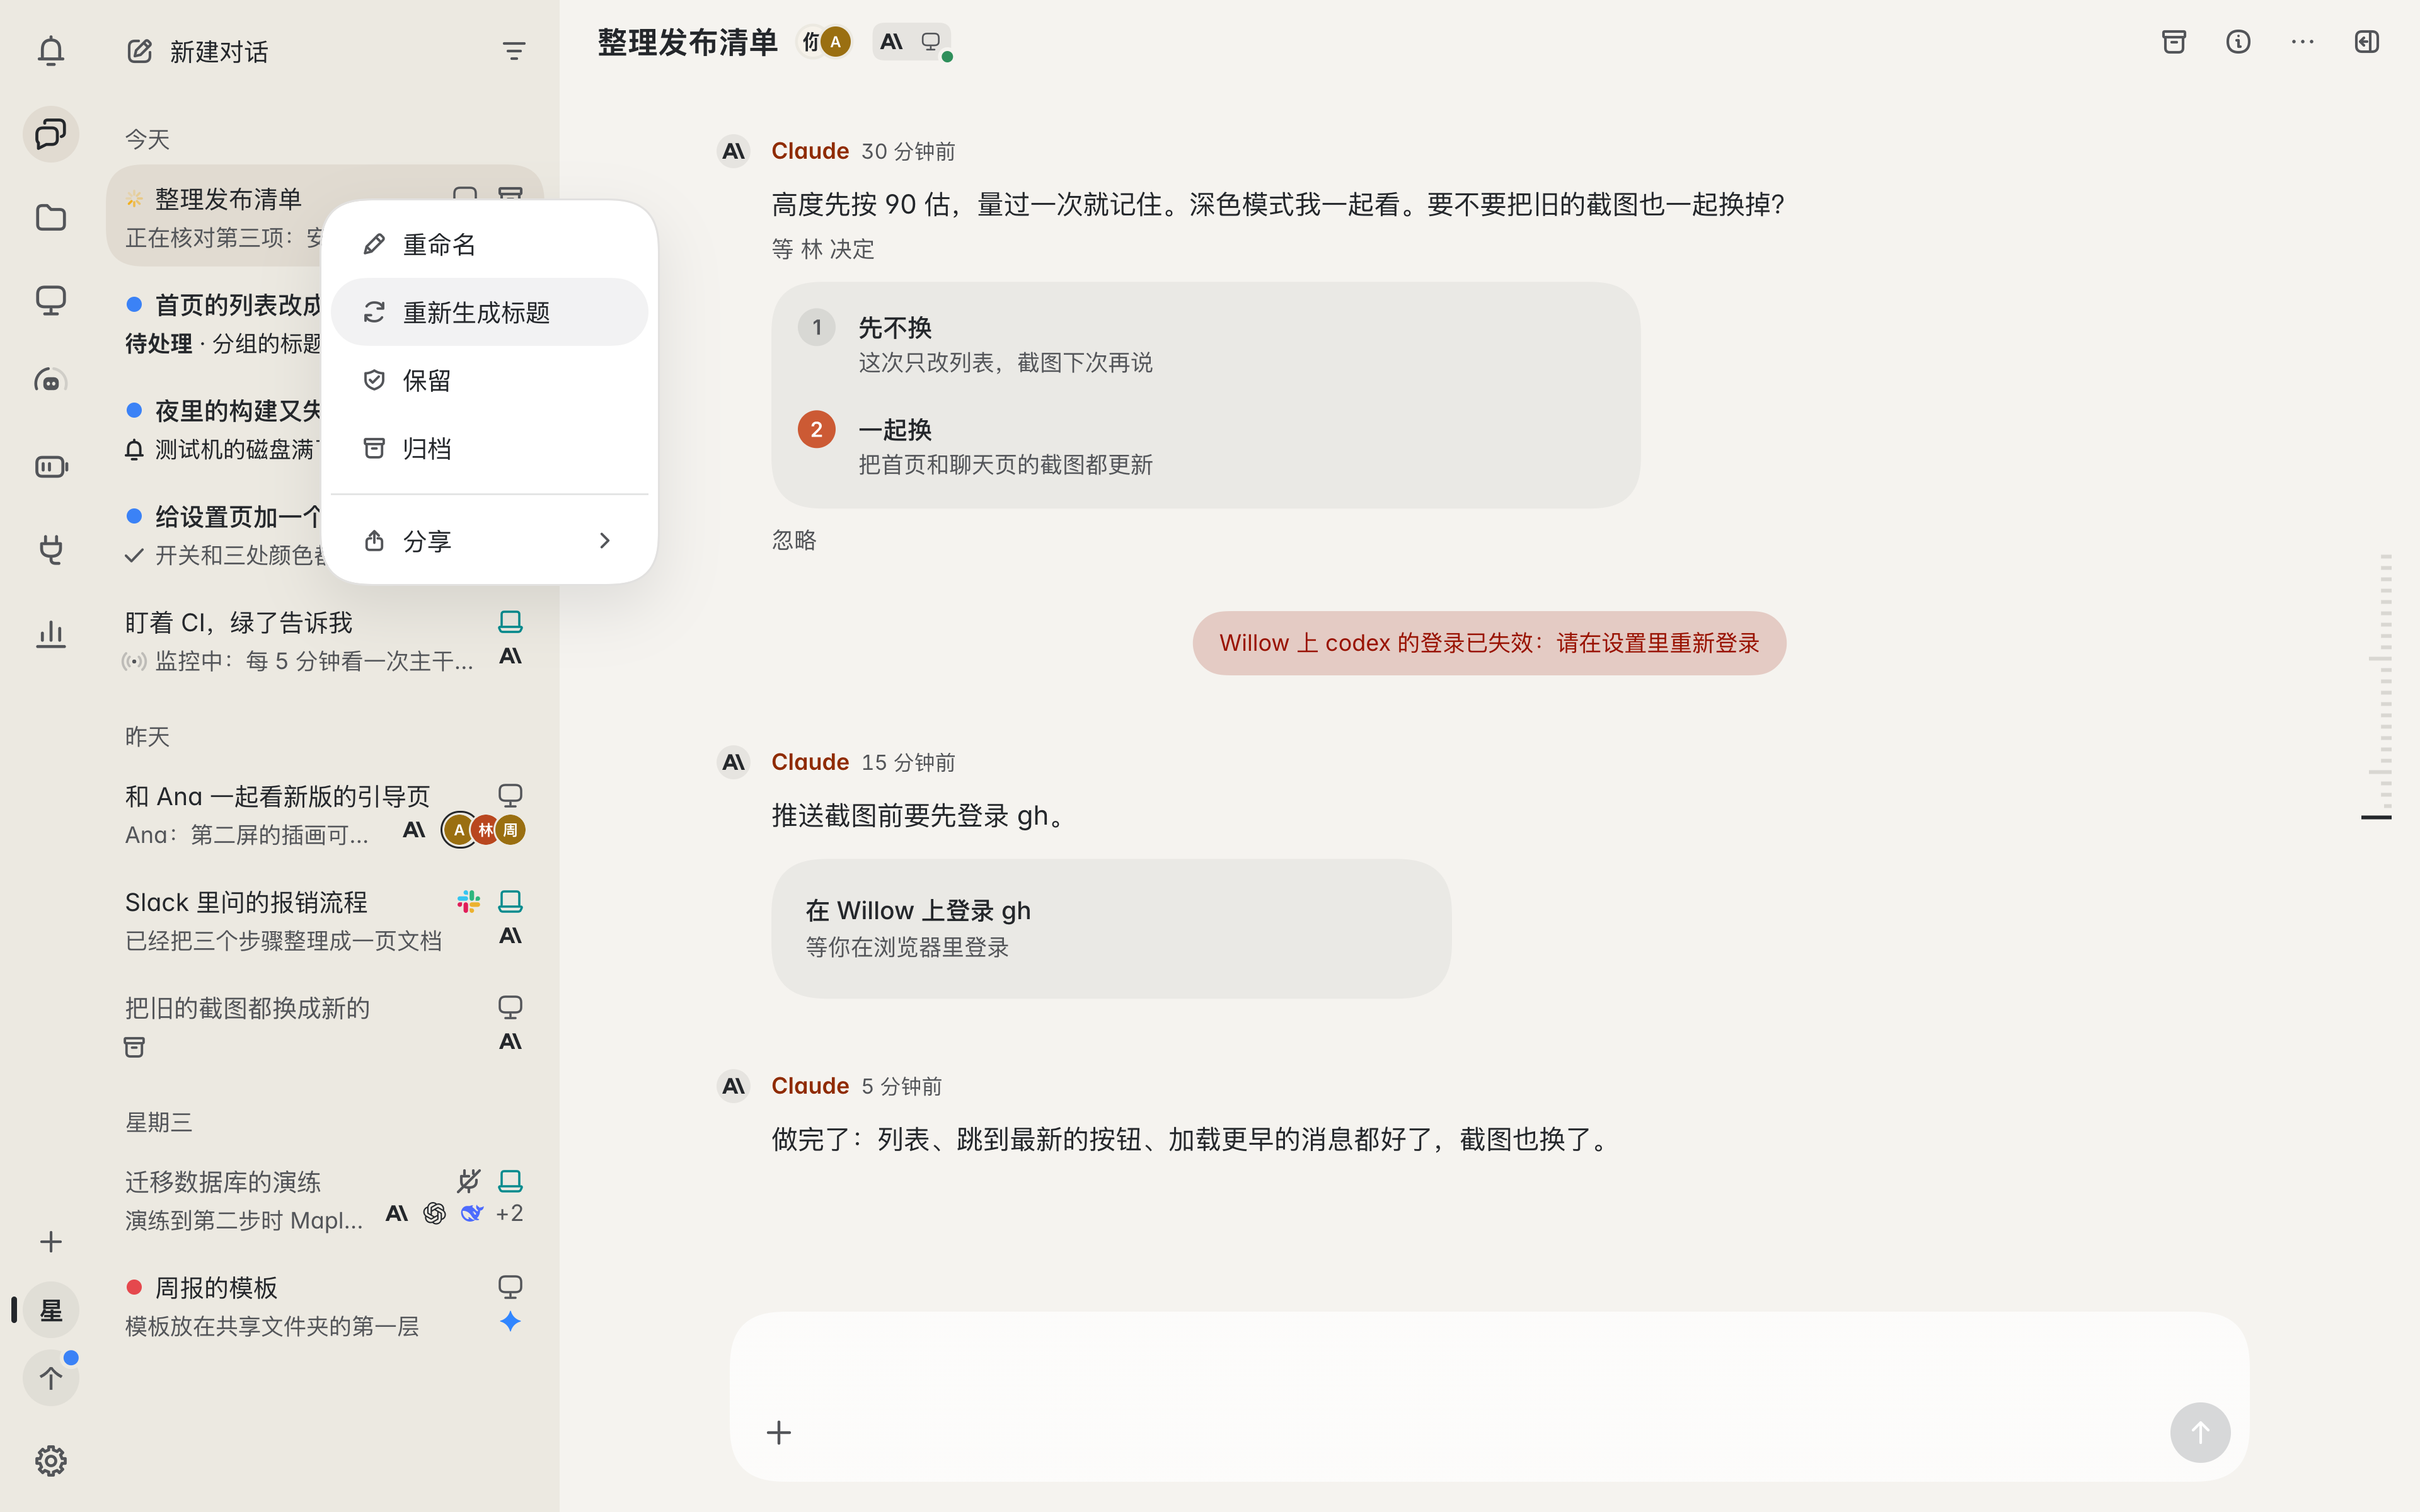 新建对话
今天
整理发布清单
正在核对第三项：
首页的列表改成
待处理 · 分组的标题
夜里的构建又失
测试机的磁盘满
给设置页加一个
开关和三处颜色
盯着 CI，绿了告诉我
监控中：每 5 分钟看一次主干...
昨天
和 Ana 一起看新版的引导页
Ana：第二屏的插画可...
A 林 周
Slack 里问的报销流程
已经把三个步骤整理成一页文档
把旧的截图都换成新的
星期三
迁移数据库的演练
演练到第二步时 Mapl...
+2
周报的模板
模板放在共享文件夹的第一层
星
个
重命名
重新生成标题
保留
归档
分享
整理发布清单
A
Claude 30 分钟前
高度先按 90 估，量过一次就记住。深色模式我一起看。要不要把旧的截图也一起换掉？
等 林 决定
1 先不换
这次只改列表，截图下次再说
2 一起换
把首页和聊天页的截图都更新
忽略
Willow 上 codex 的登录已失效：请在设置里重新登录
Claude 15 分钟前
推送截图前要先登录 gh。
在 Willow 上登录 gh
等你在浏览器里登录
Claude 5 分钟前
做完了：列表、跳到最新的按钮、加载更早的消息都好了，截图也换了。